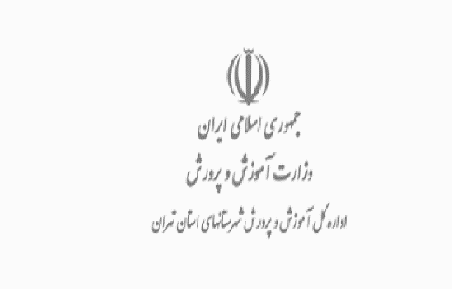 جمهوری اسلامی ایران
وزارت آموزش و پرورش
اداره کل آموزش و پرورش شهرستانهای استان تهران